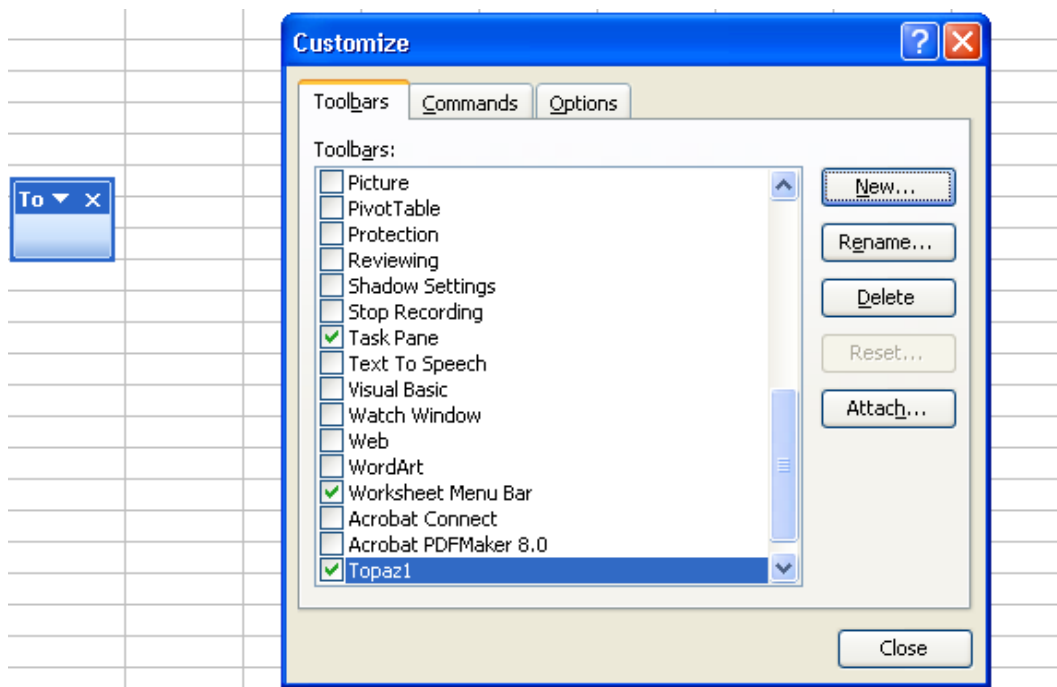 Customize
Toolbars Commands Options
Toolbars:
Picture
PivotTable
Protection
Reviewing
Shadow Settings
Stop Recording
Task Pane
Text To Speech
Visual Basic
Watch Window
Web
WordArt
Worksheet Menu Bar
Acrobat Connect
Acrobat PDFMaker 8.0
Topaz1
New...
Rename...
Delete
Reset...
Attach...
Close
To